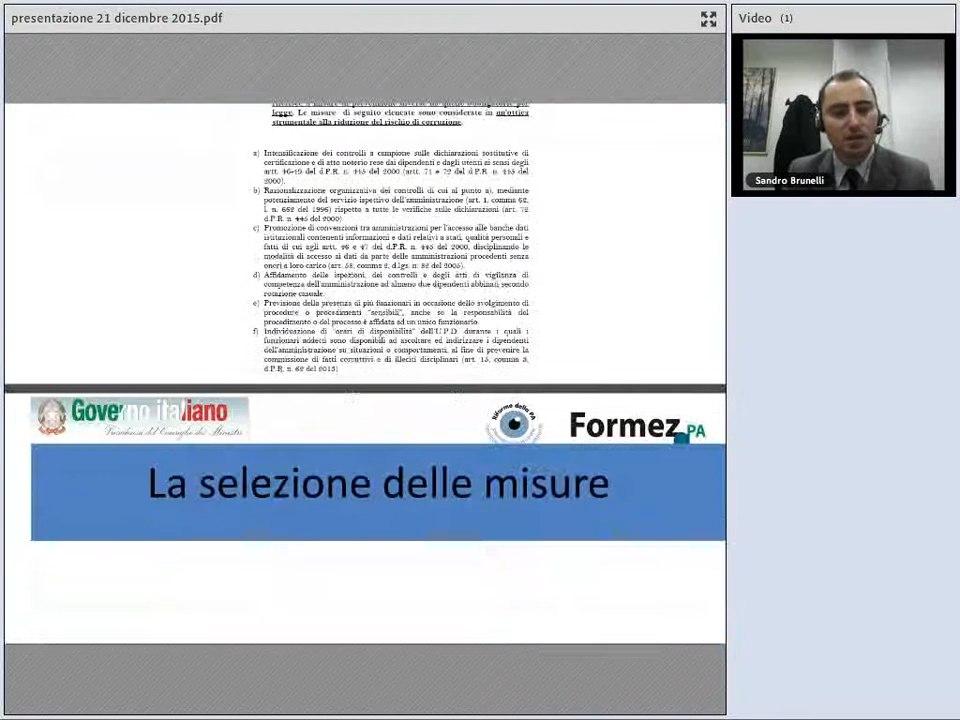 presentazione 21 dicembre 2015.pdf
Video (1)
Sandro Brunelli
legge. Le misure di seguito elencate sono considerate in un'ottica
strumentale alla riduzione del rischio di corruzione.
a) Intensificazione dei controlli a campione sulle dichiarazioni sostitutive di
certificazione e di atto notorio rese dai dipendenti e dagli utenti ai sensi degli
artt. 46-49 del d.P.R. n. 445 del 2000 (artt. 71 e 72 del d.P.R. n. 445 del
2000).
b) Razionalizzazione organizzativa dei controlli di cui al punto a), mediante
potenziamento del servizio ispettivo dell'amministrazione (art. 1, comma 62,
l. n. 662 del 1996) rispetto a tutte le verifiche sulle dichiarazioni (art. 72
d.P.R. n. 445 del 2000)
c) Promozione di convenzioni tra amministrazioni per l'accesso alle banche dati
istituzionali contenenti informazioni e dati relativi a stati, qualità personali e
fatti di cui agli artt. 46 e 47 del d.P.R. n. 445 del 2000, disciplinando le
modalità di accesso ai dati da parte delle amministrazioni procedenti senza
oneri a loro carico (art. 58, comma 2, d.lgs. n. 82 del 2005).
d) Affidamento delle ispezioni, dei controlli e degli atti di vigilanza di
competenza dell'amministrazione ad almeno due dipendenti abbinati secondo
rotazione casuale.
e) Previsione della presenza di più funzionari in occasione dello svolgimento di
procedure o procedimenti "sensibili", anche se la responsabilità del
procedimento o del processo è affidata ad un unico funzionario.
f) Individuazione di "orari di disponibilità" dell'U.P.D. durante i quali i
funzionari addetti sono disponibili ad ascoltare ed indirizzare i dipendenti
dell'amministrazione su situazioni o comportamenti, al fine di prevenire la
commissione di fatti corruttivi e di illeciti disciplinari (art. 15, comma 3,
d.P.R. n. 62 del 2013)
Governo italiano
Presidenza del Consiglio dei Ministri
Riforma della PA
Formez PA
La selezione delle misure